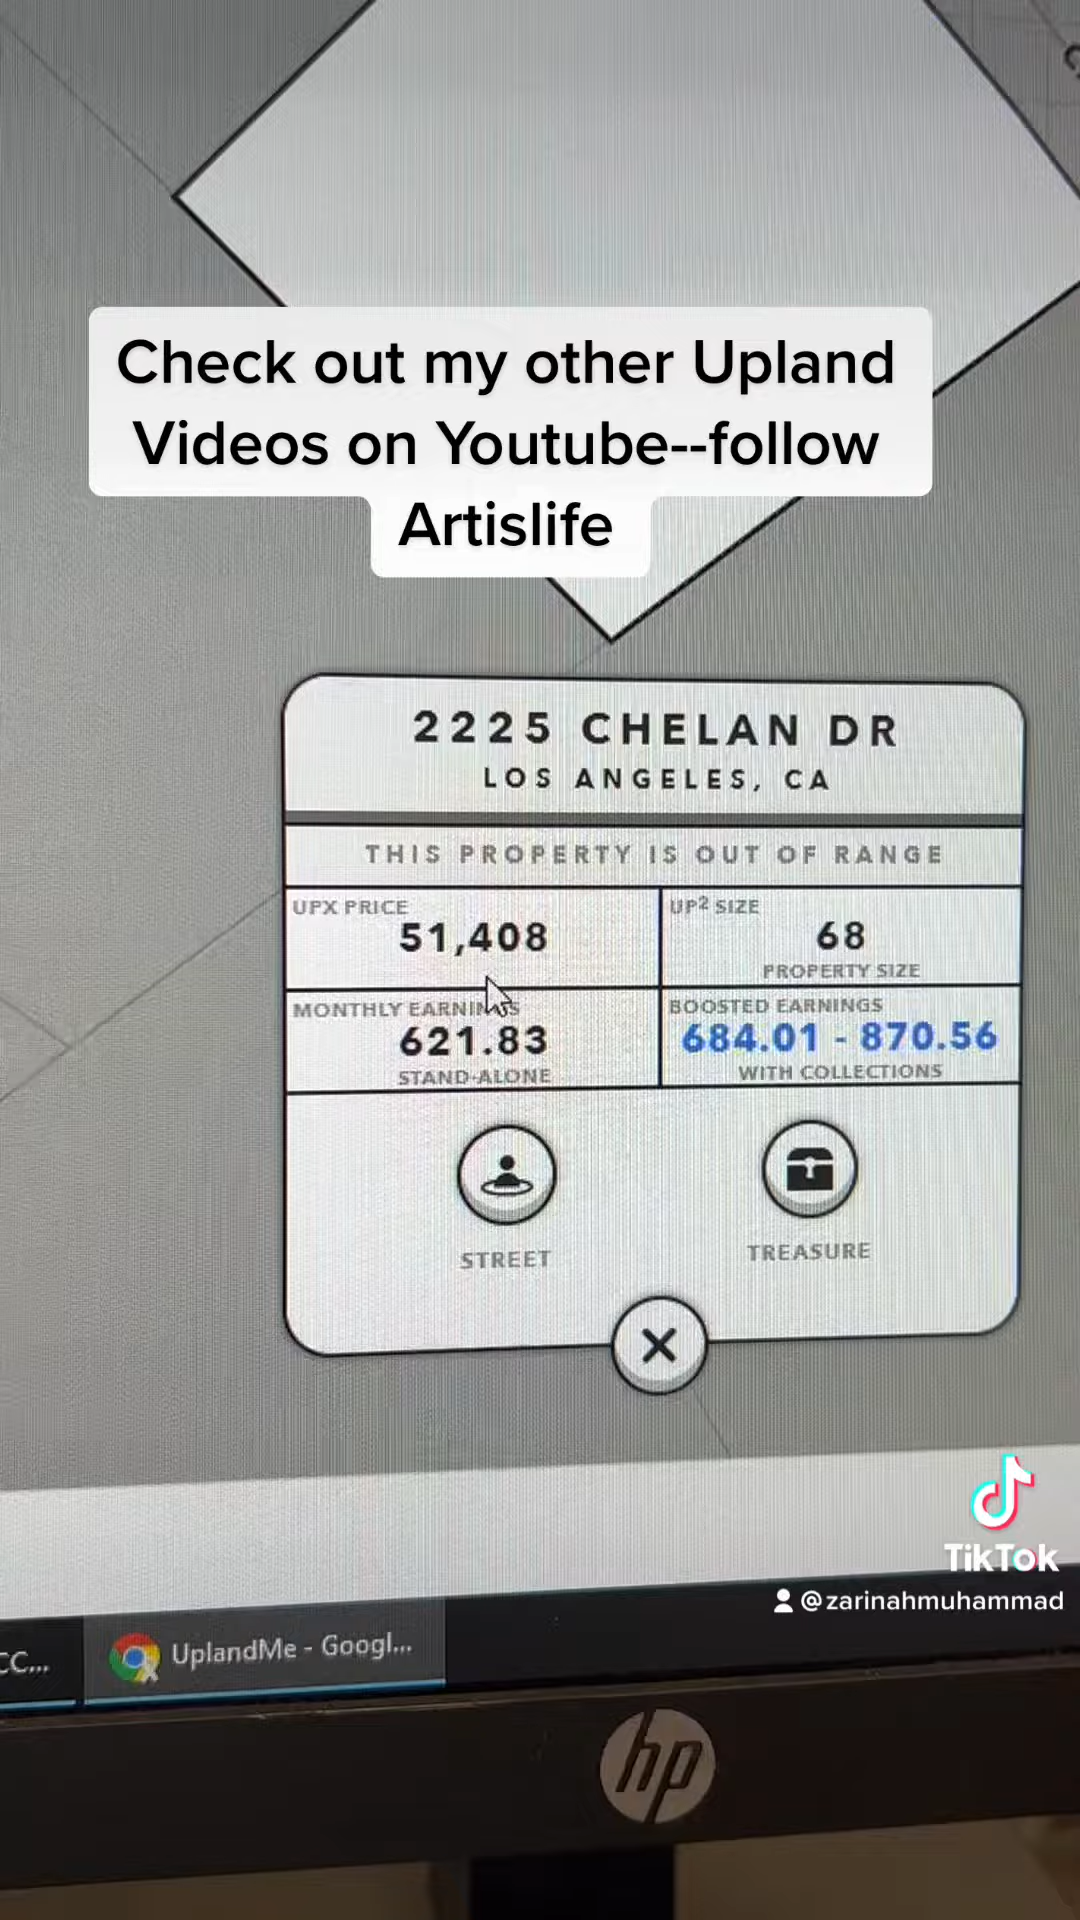 Check out my other Upland
Videos on Youtube--follow
Artislife
2225 CHELAN DR
LOS ANGELES, CA
THIS PROPERTY IS OUT OF RANGE
UPX PRICE
51,408
UP² SIZE
68
PROPERTY SIZE
MONTHLY EARNINGS
621.83
STAND-ALONE
BOOSTED EARNINGS
684.01 - 870.56
WITH COLLECTIONS
STREET
TREASURE
TikTok
@zarinahmuhammad
CC...
UplandMe - Googl...
hp